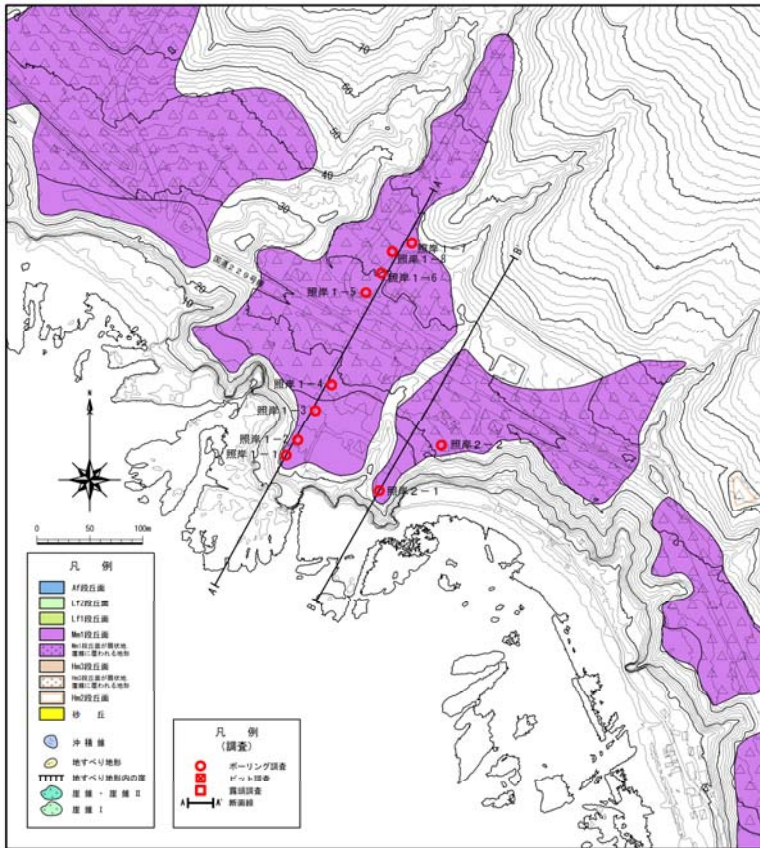 70
60
50
40
30
20
10
国道229号線
A'
B'
照岸1-7
照岸1-8
照岸1-6
照岸1-5
照岸1-4
照岸1-3
照岸1-2
照岸1-1
照岸2-2
照岸2-1
A
B
N
0 50 100m
凡 例
Af段丘面
Lf2段丘面
Lf1段丘面
Mm1段丘面
Mm1段丘面が扇状地、
崖錐に覆われる地形
Hm3段丘面
Hm3段丘面が扇状地、
崖錐に覆われる地形
Hm2段丘面
砂 丘
沖積錐
地すべり地形
地すべり地形内の崖
崖錐・崖錐Ⅱ
崖錐Ⅰ
凡 例
(調査)
ボーリング調査
ピット調査
露頭調査
A A' 断面線